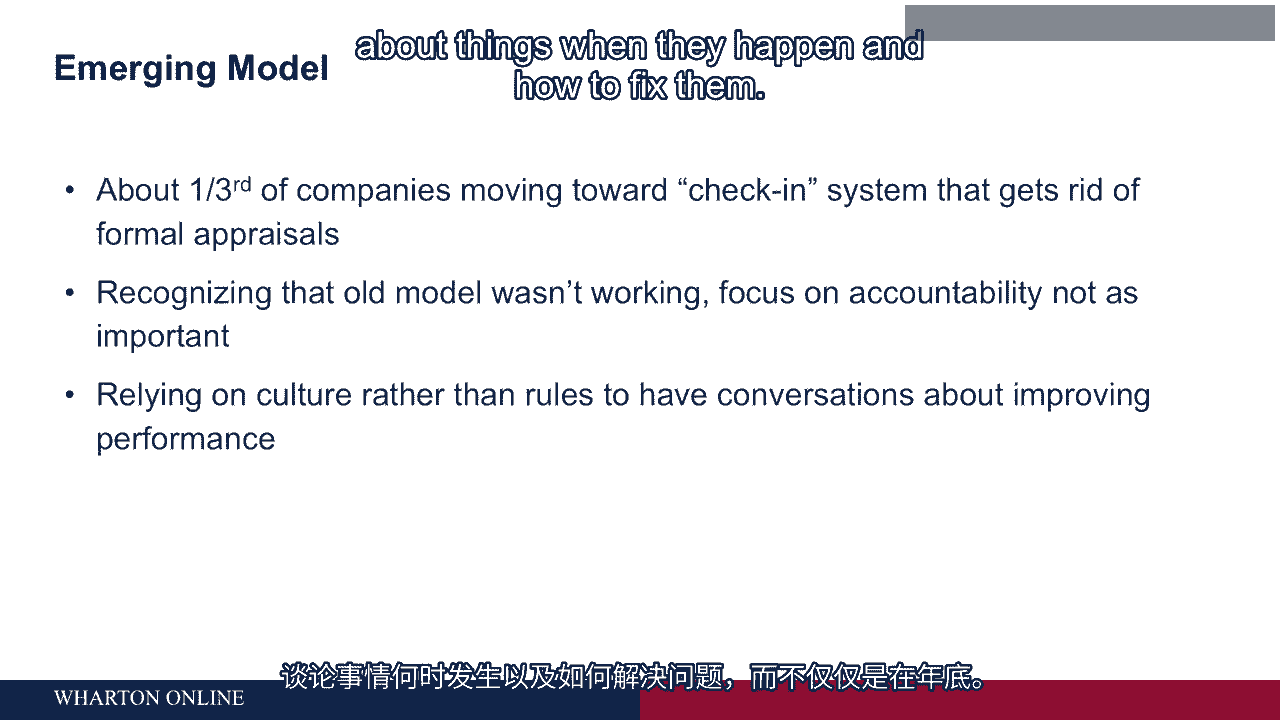 about things when they happen and
how to fix them.
Emerging Model
• About 1/3rd of companies moving toward “check-in” system that gets rid of
formal appraisals
• Recognizing that old model wasn’t working, focus on accountability not as
important
• Relying on culture rather than rules to have conversations about improving
performance
谈论事情何时发生以及如何解决问题，而不仅仅是在年底。
WHARTON ONLINE